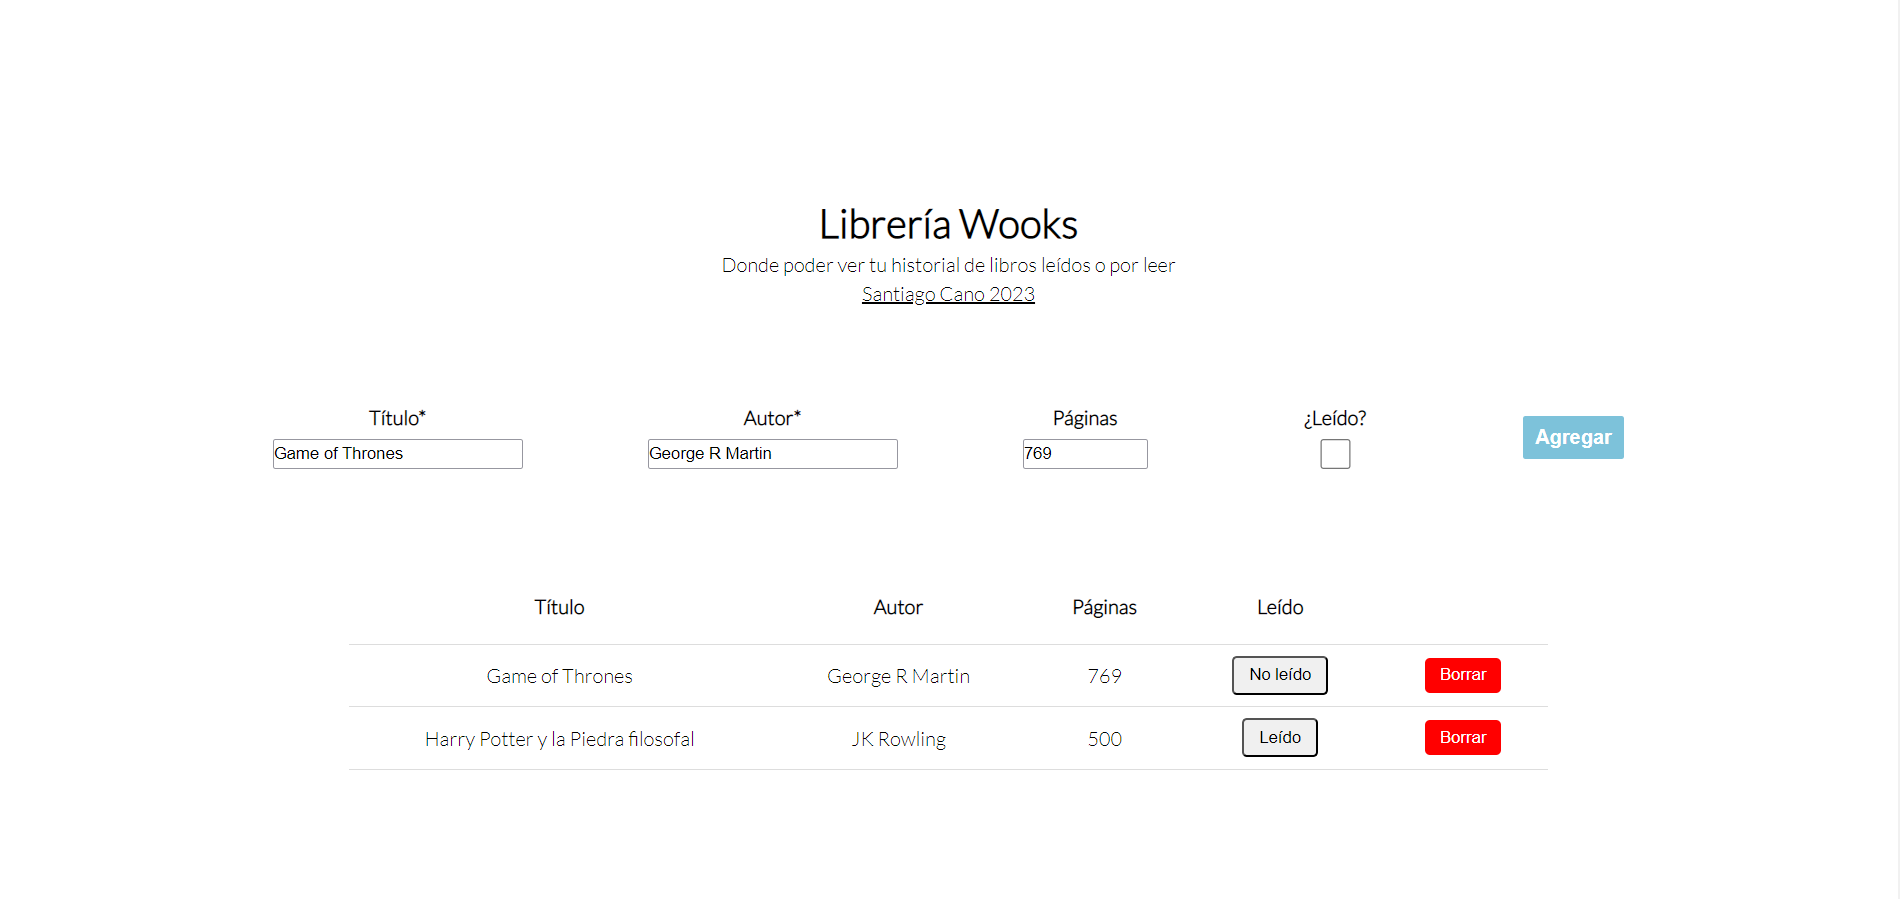 Librería Wooks
Donde poder ver tu historial de libros leídos o por leer
Santiago Cano 2023
Título* Autor* Páginas ¿Leído?
Game of Thrones George R Martin 769 Agregar
Título Autor Páginas Leído
Game of Thrones George R Martin 769 No leído Borrar
Harry Potter y la Piedra filosofal JK Rowling 500 Leído Borrar